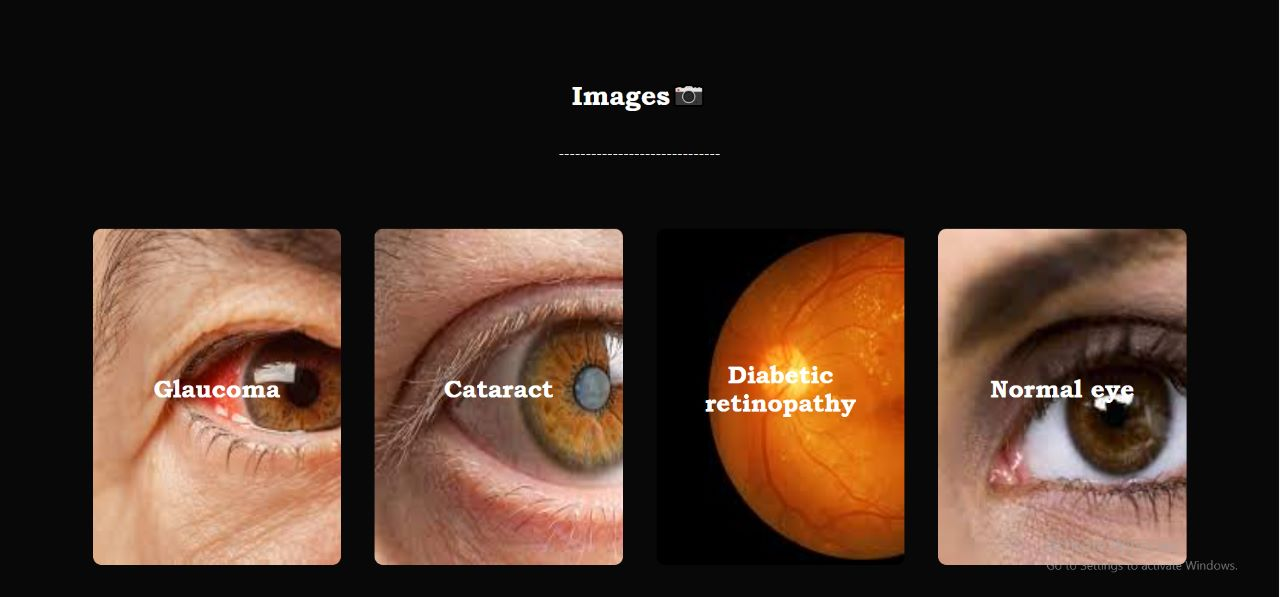 Images 📷
------------------------------
Glaucoma
Cataract
Diabetic
retinopathy
Normal eye
Go to Settings to activate Windows.